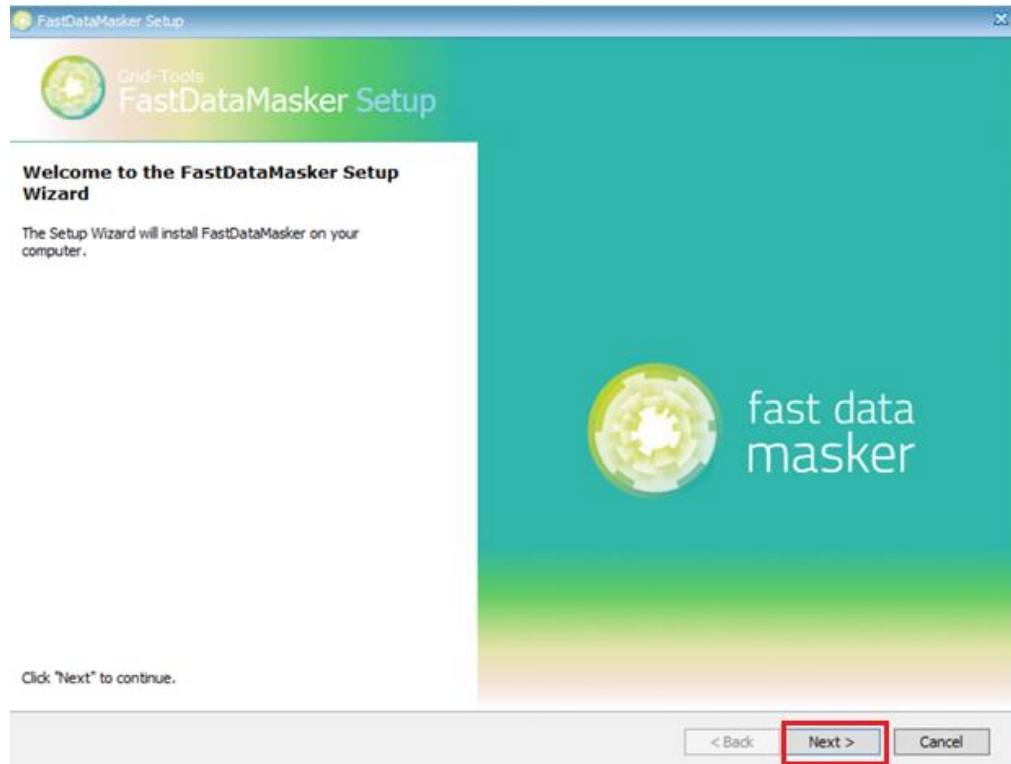 FastDataMasker Setup
Grid-Tools
FastDataMasker Setup
Welcome to the FastDataMasker Setup
Wizard
The Setup Wizard will install FastDataMasker on your
computer.
fast data
masker
Click "Next" to continue.
< Back Next > Cancel